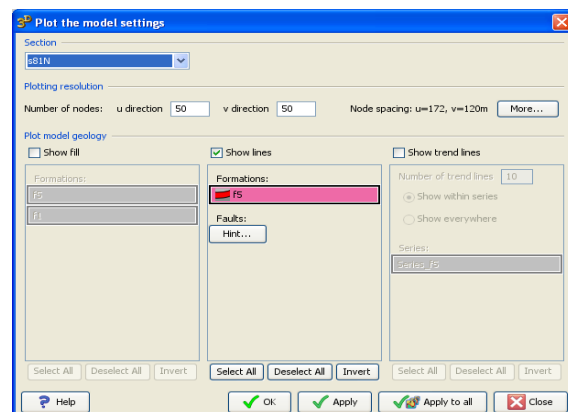 Plot the model settings
Section
s81N
Plotting resolution
Number of nodes: u direction 50 v direction 50 Node spacing: u=172, v=120m More...
Plot model geology
Show fill Show lines Show trend lines
Formations: Formations: Number of trend lines 10
f5 f5 Show within series
f1 Faults: Show everywhere
Hint... Series:
Series_f5
Select All Deselect All Invert Select All Deselect All Invert Select All Deselect All Invert
Help OK Apply Apply to all Close